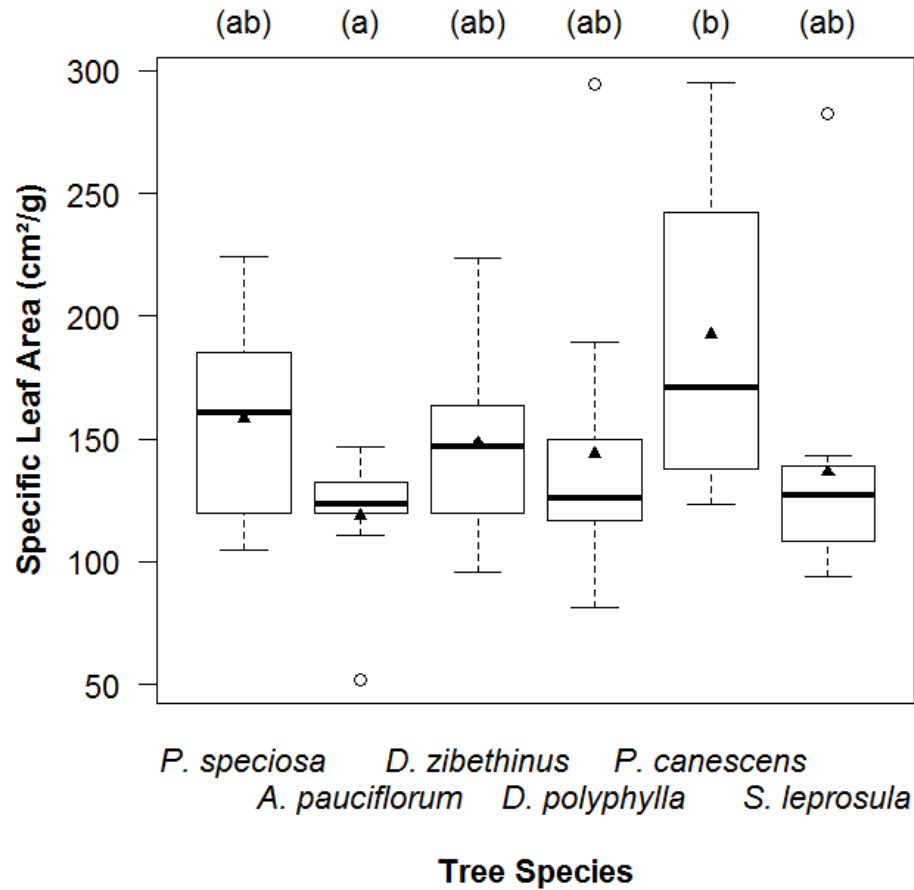 (ab) (a) (ab) (ab) (b) (ab)
Specific Leaf Area (cm²/g)
300
250
200
150
100
50
P. speciosa D. zibethinus P. canescens
A. pauciflorum D. polyphylla S. leprosula
Tree Species